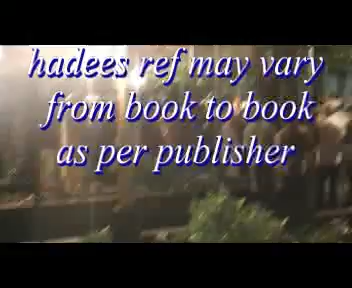 hadees ref may vary
from book to book
as per publisher